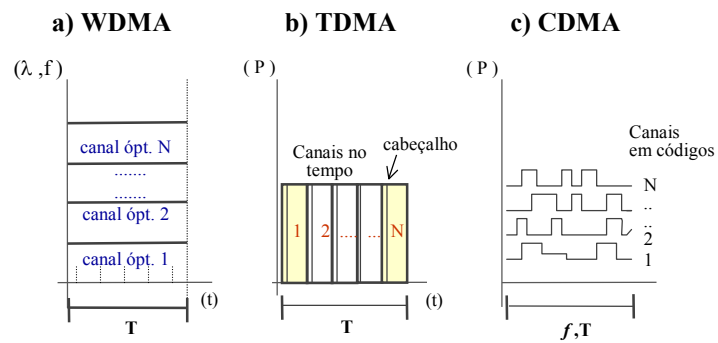 a) WDMA
(λ ,f)
canal ópt. N
.......
.......
canal ópt. 2
canal ópt. 1
(t)
T
b) TDMA
( P )
cabeçalho
Canais no
tempo
1 2 ..... ... N
(t)
T
c) CDMA
( P )
Canais
em códigos
N
..
..
2
1
f,T